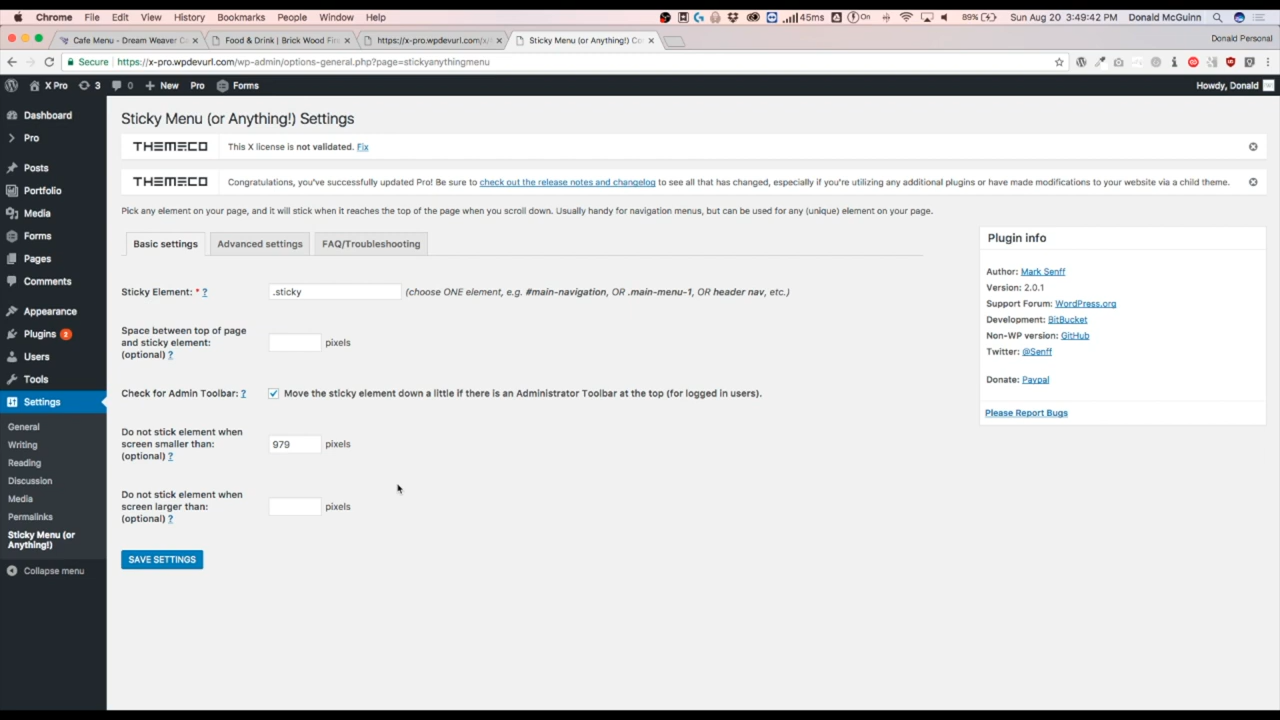 Chrome File Edit View History Bookmarks People Window Help
45ms On 89% Sun Aug 20 3:49:42 PM Donald McGuinn
Cafe Menu - Dream Weaver C
Food & Drink | Brick Wood Fir
https://x-pro.wpdevurl.com/x/
Sticky Menu (or Anything!) Co
Donald Personal
Secure https://x-pro.wpdevurl.com/wp-admin/options-general.php?page=stickyanythingmenu
X Pro 3 0 New Pro Forms Howdy, Donald
Dashboard
Pro
Posts
Portfolio
Media
Forms
Pages
Comments
Appearance
Plugins 2
Users
Tools
Settings
General
Writing
Reading
Discussion
Media
Permalinks
Sticky Menu (or
Anything!)
Collapse menu
Sticky Menu (or Anything!) Settings
THEMECO This X license is not validated. Fix
THEMECO Congratulations, you've successfully updated Pro! Be sure to check out the release notes and changelog to see all that has changed, especially if you're utilizing any additional plugins or have made modifications to your website via a child theme.
Pick any element on your page, and it will stick when it reaches the top of the page when you scroll down. Usually handy for navigation menus, but can be used for any (unique) element on your page.
Basic settings Advanced settings FAQ/Troubleshooting
Sticky Element: * ? .sticky (choose ONE element, e.g. #main-navigation, OR .main-menu-1, OR header nav, etc.)
Space between top of page
and sticky element:
(optional) ? pixels
Check for Admin Toolbar: ? Move the sticky element down a little if there is an Administrator Toolbar at the top (for logged in users).
Do not stick element when
screen smaller than:
(optional) ? 979 pixels
Do not stick element when
screen larger than:
(optional) ? pixels
SAVE SETTINGS
Plugin info
Author: Mark Senff
Version: 2.0.1
Support Forum: WordPress.org
Development: BitBucket
Non-WP version: GitHub
Twitter: @Senff
Donate: Paypal
Please Report Bugs